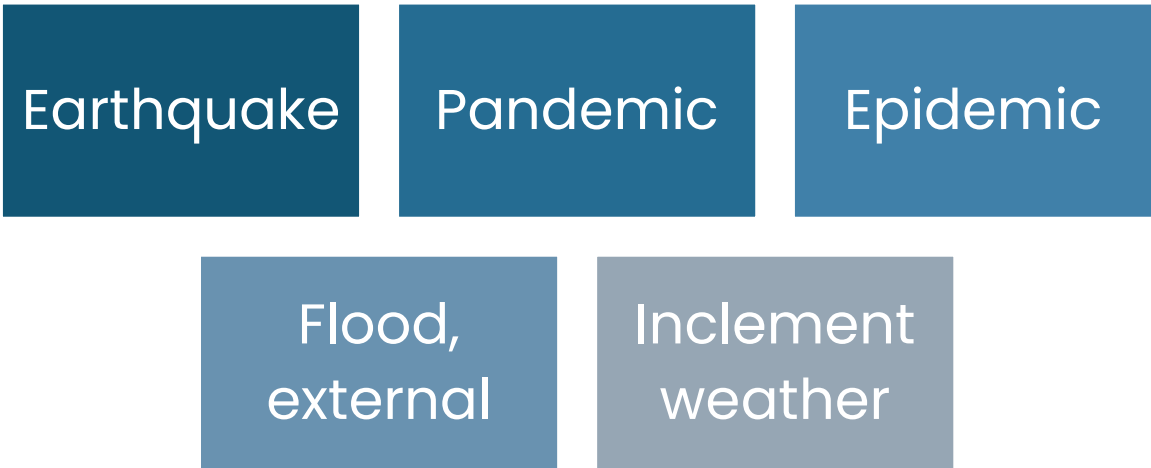 Earthquake
Pandemic
Epidemic
Flood,
external
Inclement
weather